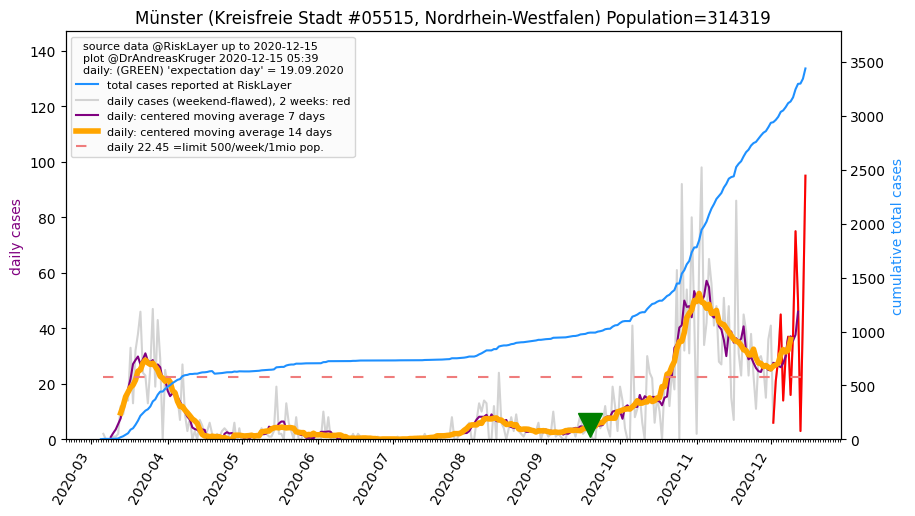 Münster (Kreisfreie Stadt #05515, Nordrhein-Westfalen) Population=314319
source data @RiskLayer up to 2020-12-15
plot @DrAndreasKruger 2020-12-15 05:39
daily: (GREEN) 'expectation day' = 19.09.2020
total cases reported at RiskLayer
daily cases (weekend-flawed), 2 weeks: red
daily: centered moving average 7 days
daily: centered moving average 14 days
daily 22.45 =limit 500/week/1mio pop.
daily cases
140
120
100
80
60
40
20
0
cumulative total cases
3500
3000
2500
2000
1500
1000
500
0
2020-03
2020-04
2020-05
2020-06
2020-07
2020-08
2020-09
2020-10
2020-11
2020-12